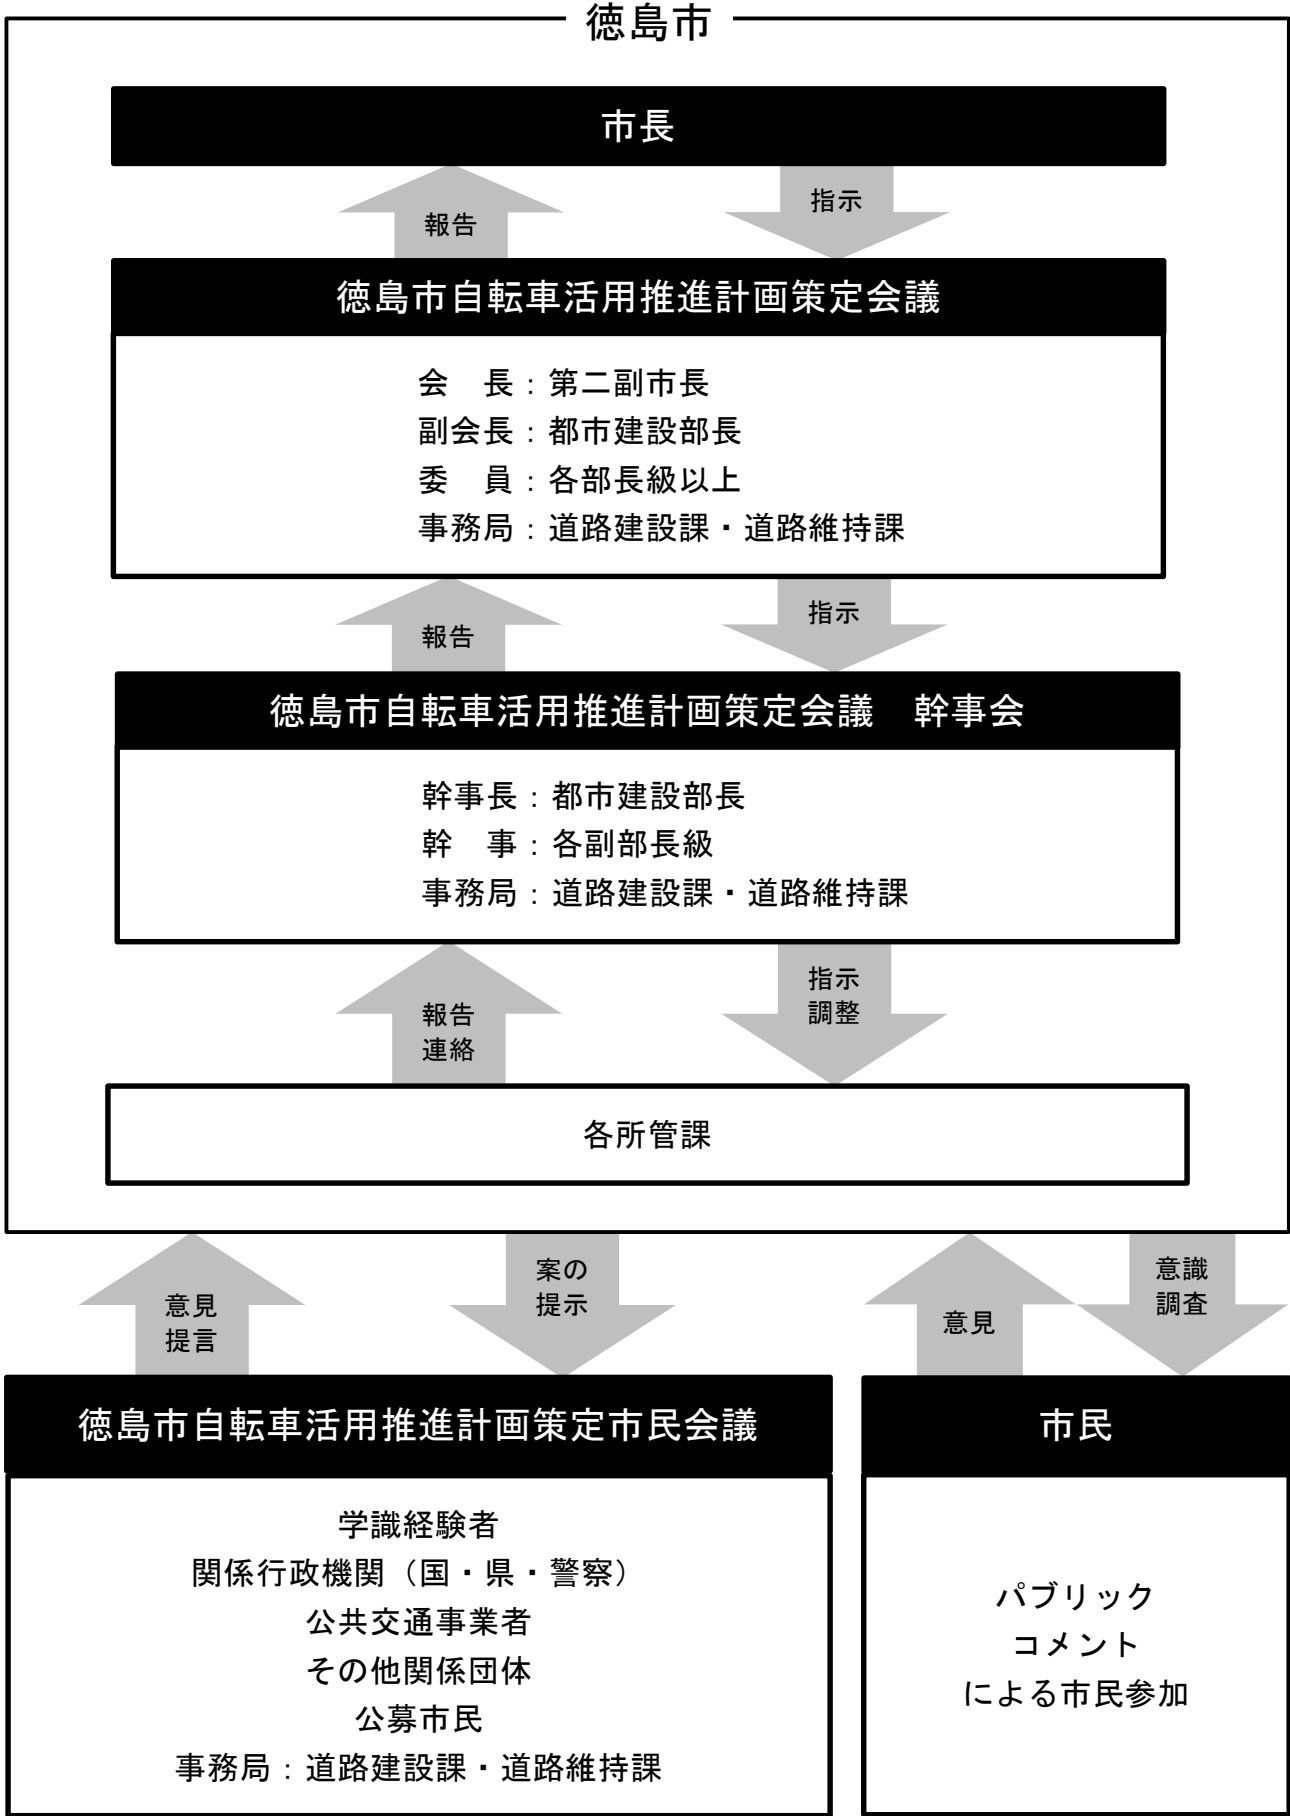 徳島市
市長
報告
指示
徳島市自転車活用推進計画策定会議
会　長：第二副市長
副会長：都市建設部長
委　員：各部長級以上
事務局：道路建設課・道路維持課
報告
指示
徳島市自転車活用推進計画策定会議　幹事会
幹事長：都市建設部長
幹　事：各副部長級
事務局：道路建設課・道路維持課
報告
連絡
指示
調整
各所管課
意見
提言
案の
提示
意見
意識
調査
徳島市自転車活用推進計画策定市民会議
学識経験者
関係行政機関（国・県・警察）
公共交通事業者
その他関係団体
公募市民
事務局：道路建設課・道路維持課
市民
パブリック
コメント
による市民参加